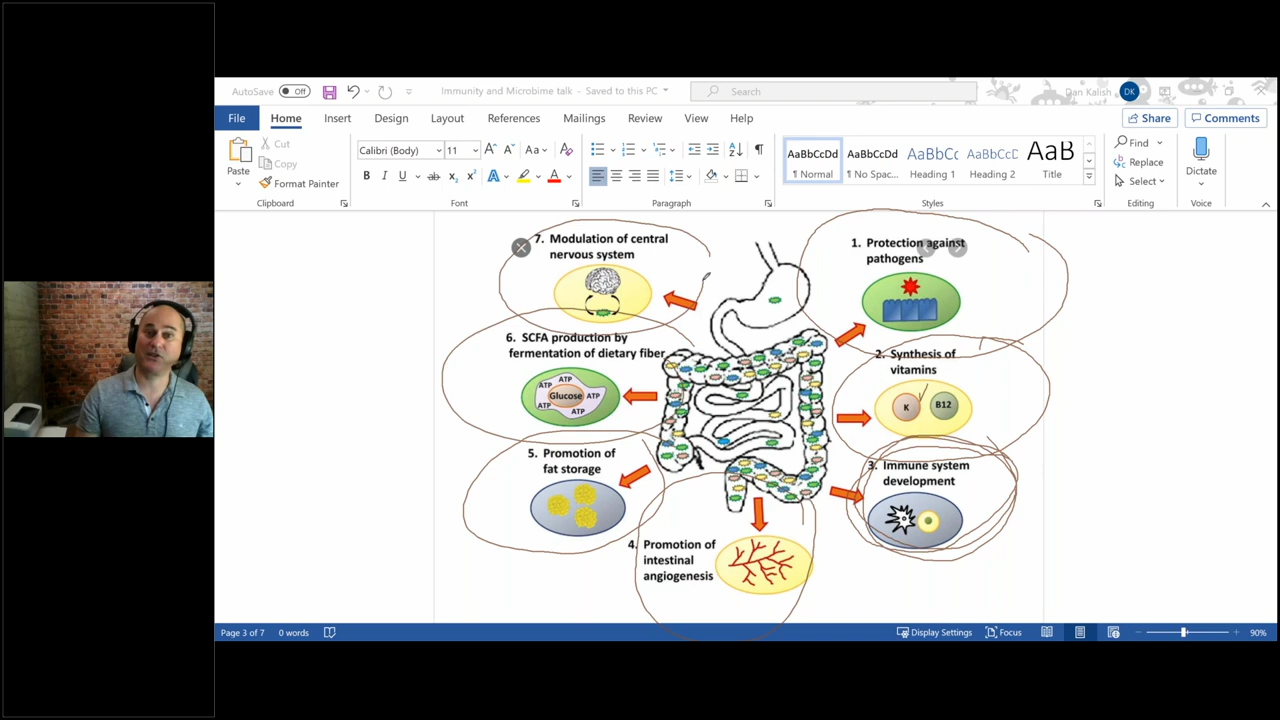 AutoSave Off
Immunity and Microbime talk - Saved to this PC
Search
Dan Kalish DK
File Home Insert Design Layout References Mailings Review View Help
Share Comments
Paste
Cut
Copy
Format Painter
Clipboard
Calibri (Body) 11
Font
Paragraph
AaBbCcDd AaBbCcDd AaBbCc AaBbCcD AaB
¶ Normal ¶ No Spac... Heading 1 Heading 2 Title
Styles
Find
Replace
Select
Editing
Dictate
Voice
7. Modulation of central
nervous system
1. Protection against
pathogens
6. SCFA production by
fermentation of dietary fiber
ATP ATP ATP ATP ATP
Glucose
2. Synthesis of
vitamins
K B12
5. Promotion of
fat storage
3. Immune system
development
4. Promotion of
intestinal
angiogenesis
Page 3 of 7 0 words
Display Settings Focus
90%